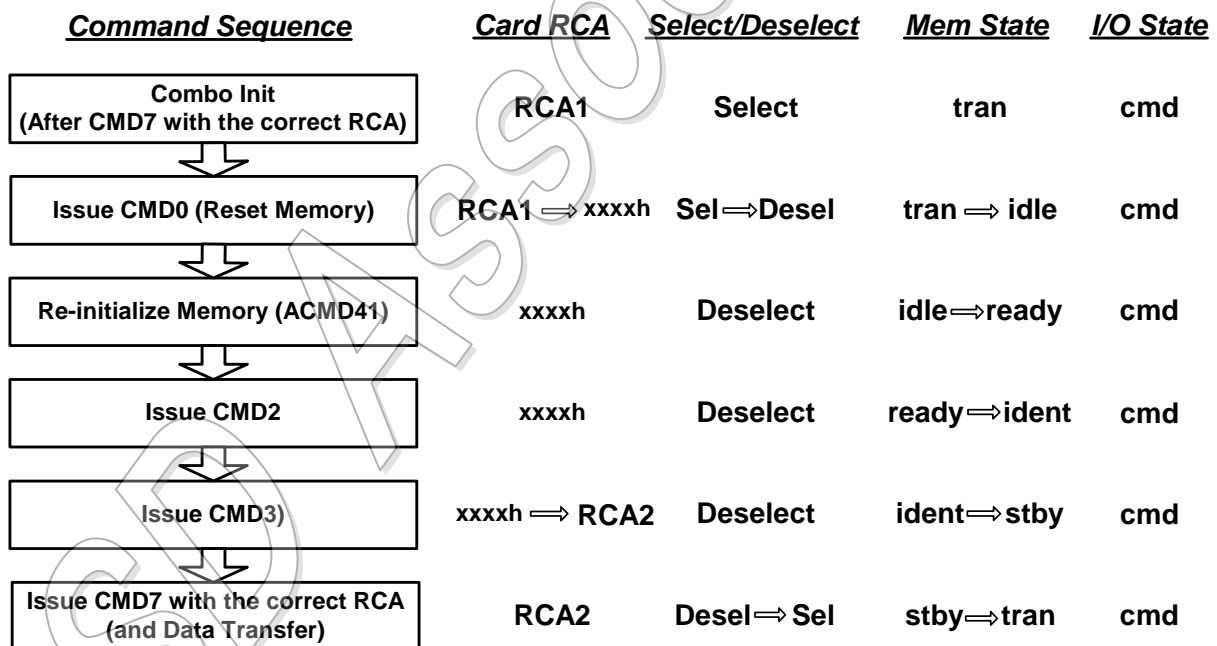 Command Sequence Card RCA Select/Deselect Mem State I/O State
Combo Init
(After CMD7 with the correct RCA) RCA1 Select tran cmd
Issue CMD0 (Reset Memory) RCA1 ⇒ xxxxh Sel⇒Desel tran ⇒ idle cmd
Re-initialize Memory (ACMD41) xxxxh Deselect idle⇒ready cmd
Issue CMD2 xxxxh Deselect ready⇒ident cmd
Issue CMD3) xxxxh ⇒ RCA2 Deselect ident⇒stby cmd
Issue CMD7 with the correct RCA
(and Data Transfer) RCA2 Desel⇒ Sel stby⇒tran cmd
SD Asso